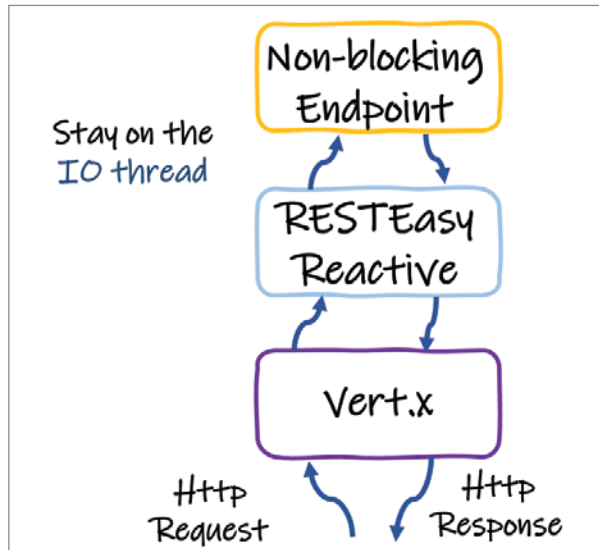 Non-blocking
Endpoint
Stay on the
IO thread
RESTEasy
Reactive
Vert.x
Http
Request
Http
Response